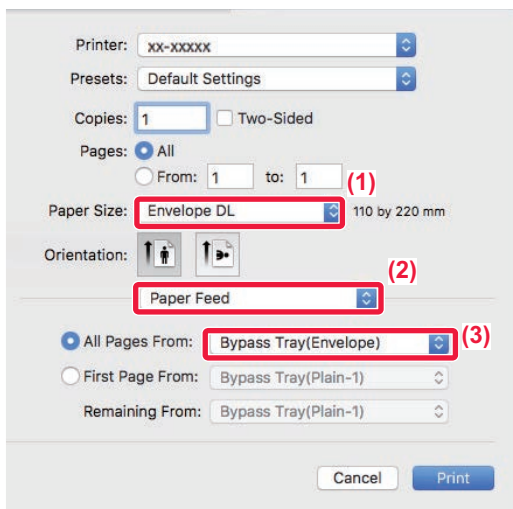 Printer: xx-xxxxx
Presets: Default Settings
Copies: 1 Two-Sided
Pages: All
From: 1 to: 1
(1)
Paper Size: Envelope DL 110 by 220 mm
Orientation:
(2)
Paper Feed
(3)
All Pages From: Bypass Tray(Envelope)
First Page From: Bypass Tray(Plain-1)
Remaining From: Bypass Tray(Plain-1)
Cancel Print